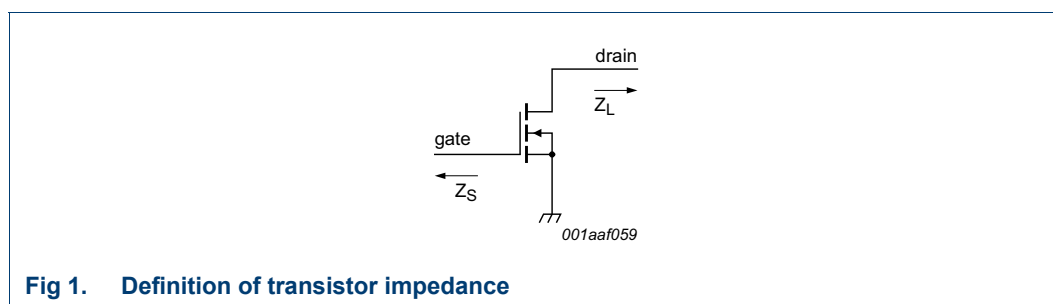 drain
Z_L
gate
Z_S
001aaf059
Fig 1. Definition of transistor impedance